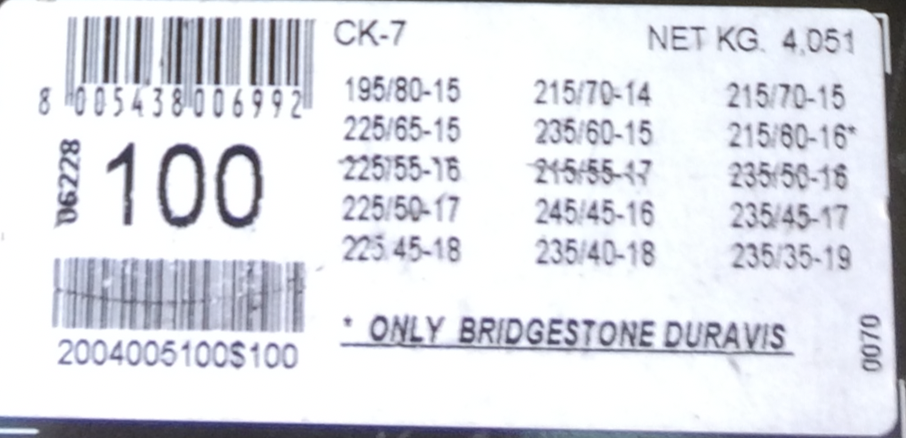 CK-7 NET KG. 4,051
8 005438 006992
195/80-15 215/70-14 215/70-15
225/65-15 235/60-15 215/60-16*
225/55-16 215/55-17 235/50-16
225/50-17 245/45-16 235/45-17
225.45-18 235/40-18 235/35-19
06228
100
2004005100S100
* ONLY BRIDGESTONE DURAVIS
0070